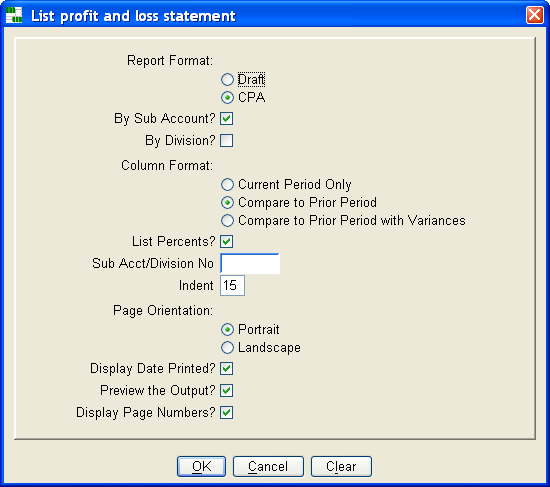 List profit and loss statement
Report Format:
Draft
CPA
By Sub Account?
By Division?
Column Format:
Current Period Only
Compare to Prior Period
Compare to Prior Period with Variances
List Percents?
Sub Acct/Division No
Indent 15
Page Orientation:
Portrait
Landscape
Display Date Printed?
Preview the Output?
Display Page Numbers?
OK Cancel Clear